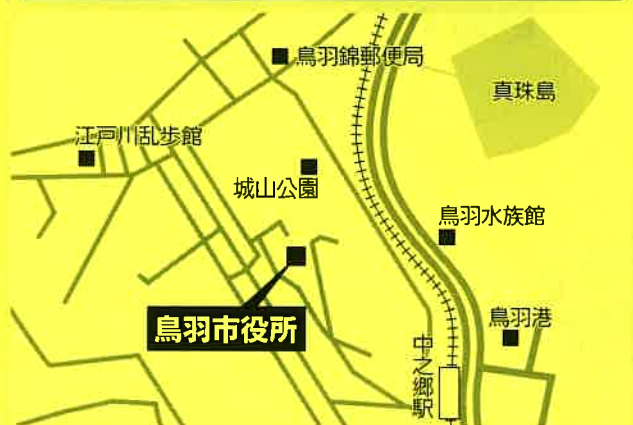 鳥羽錦郵便局
真珠島
江戸川乱歩館
城山公園
鳥羽水族館
鳥羽市役所
鳥羽港
中之郷駅